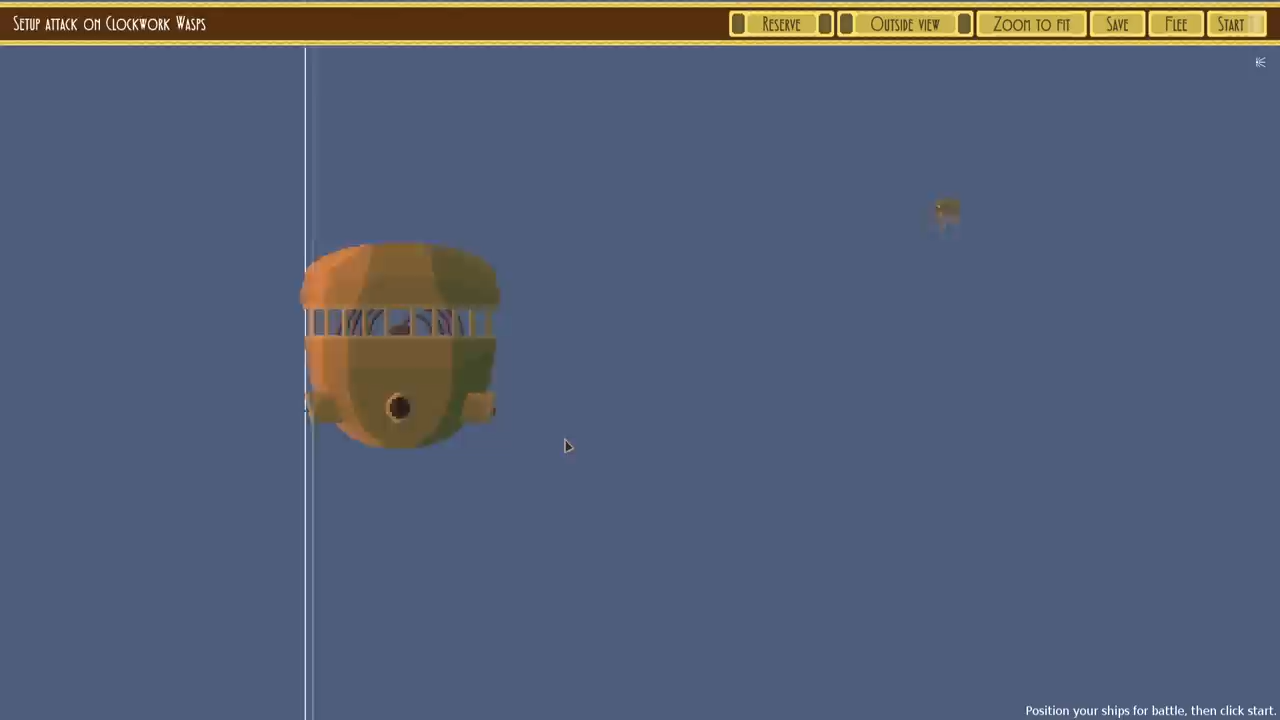 Setup attack on Clockwork Wasps
Reserve
Outside view
Zoom to fit
Save
Flee
Start
Position your ships for battle, then click start.